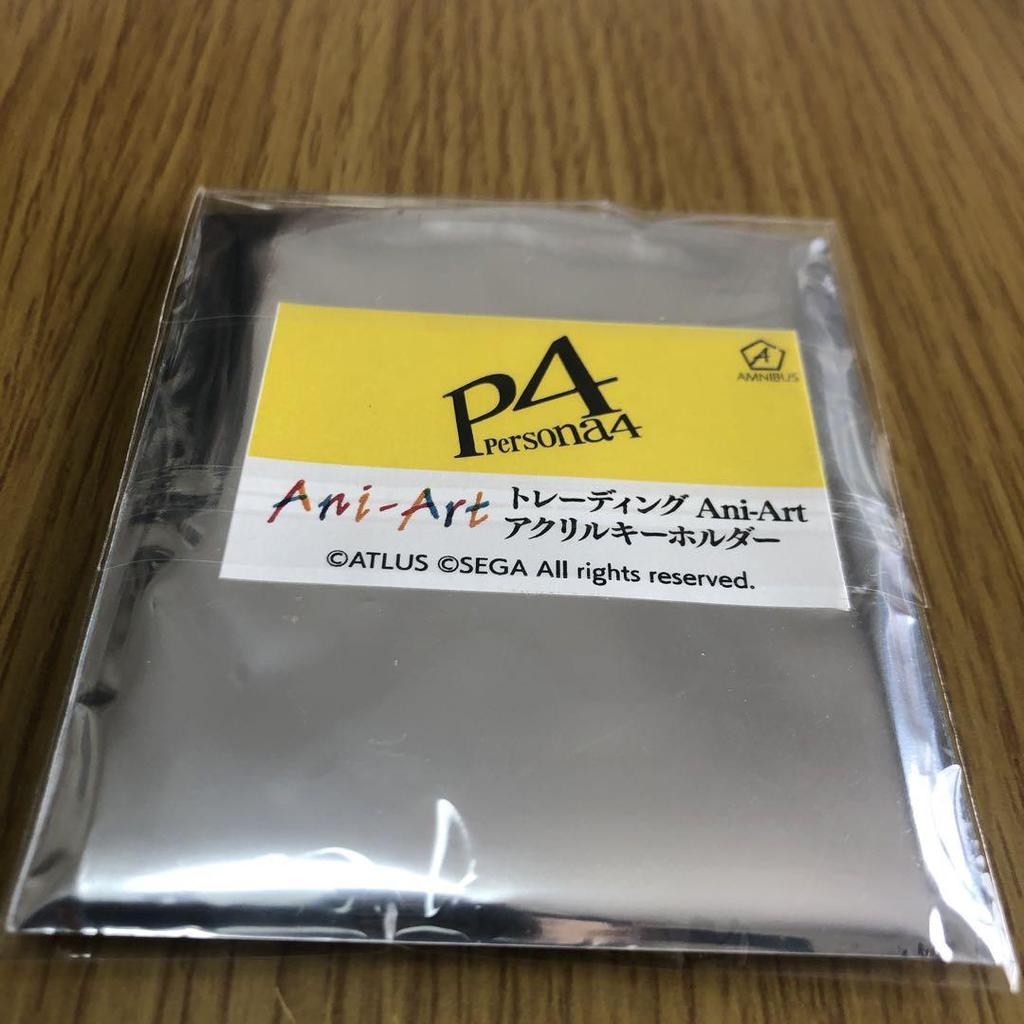 P4
Persona4
AMNIBUS
Ani-Art
トレーディング Ani-Art
アクリルキーホルダー
©ATLUS ©SEGA All rights reserved.